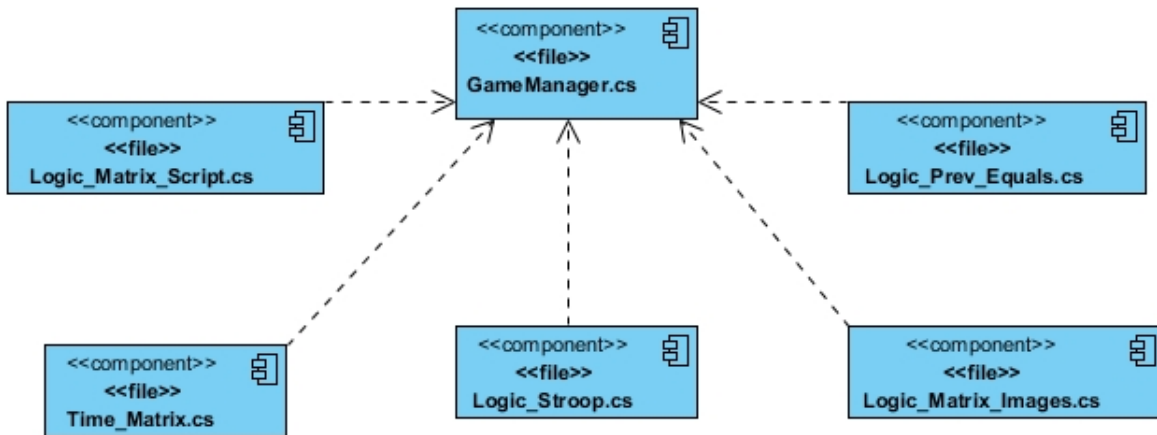 <<component>>
<<file>>
GameManager.cs
<<component>>
<<file>>
Logic_Matrix_Script.cs
<<component>>
<<file>>
Logic_Prev_Equals.cs
<<component>>
<<file>>
Time_Matrix.cs
<<component>>
<<file>>
Logic_Stroop.cs
<<component>>
<<file>>
Logic_Matrix_Images.cs